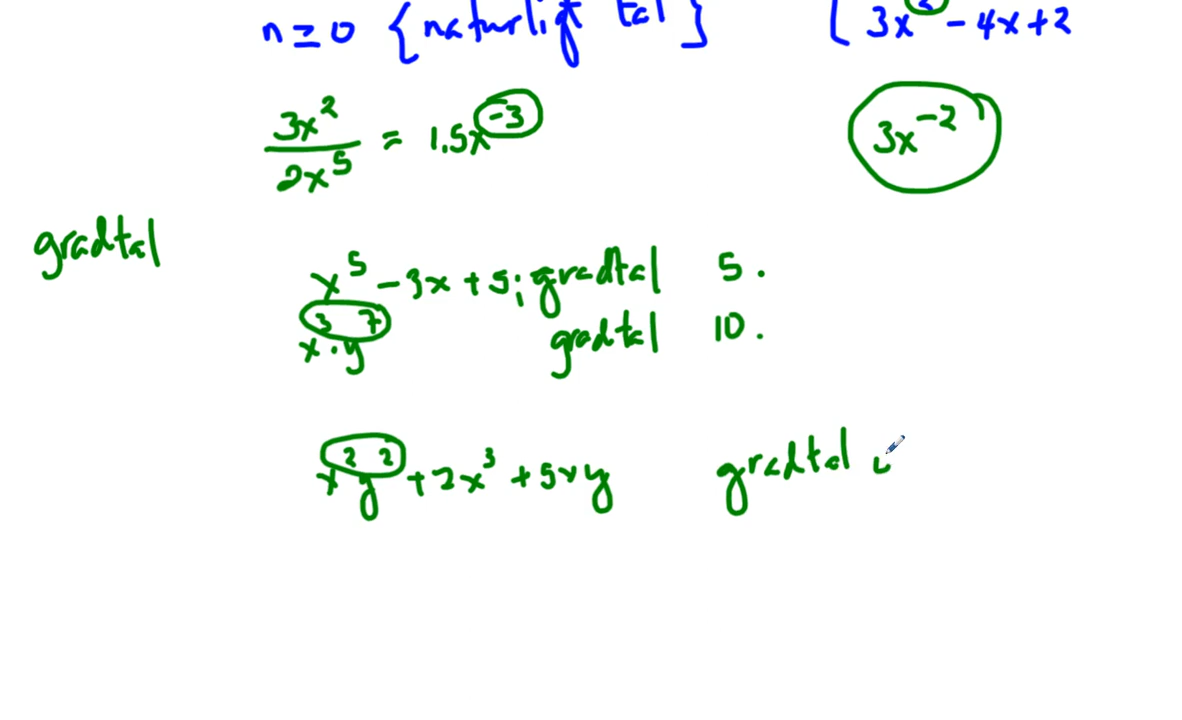 n≥0 {naturligt tal} [3x² - 4x+2
3x²/2x⁵ = 1.5x⁻³ 3x⁻²
gradtal
x⁵ - 3x + 5; gradtal 5.
x³·y⁷ gradtal 10.
x²y² + 2x³ + 5xy gradtal